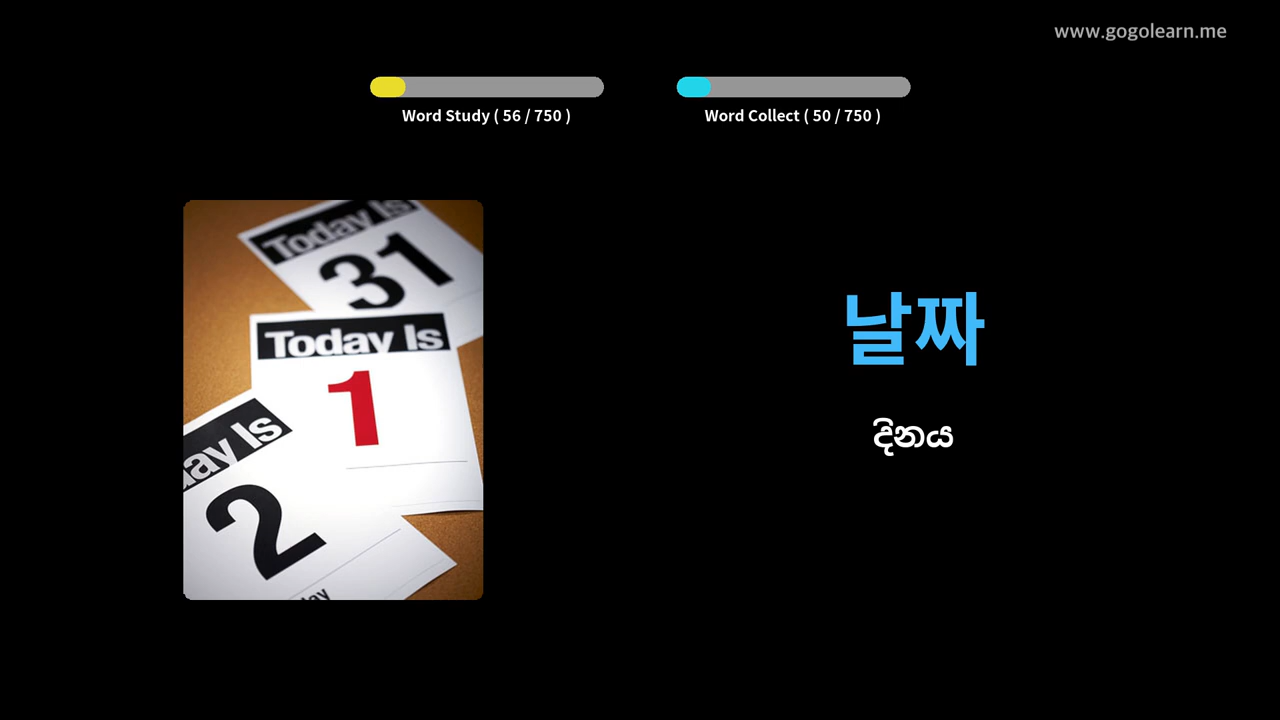 www.gogolearn.me
Word Study ( 56 / 750 )
Word Collect ( 50 / 750 )
Today Is
31
Today Is
1
ay Is
2
ay
날짜
දිනය